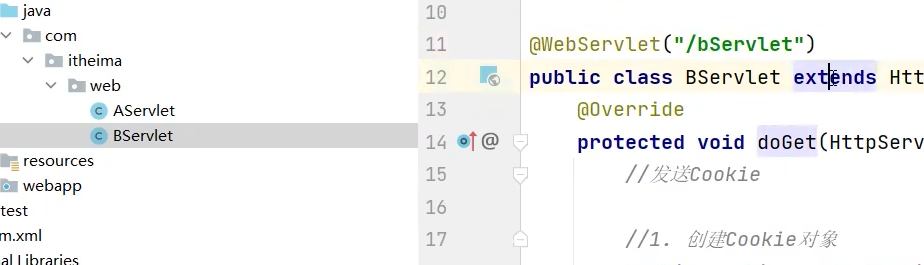 java
com
itheima
web
AServlet
BServlet
resources
webapp
test
m.xml
al Libraries
10
11 @WebServlet("/bServlet")
12 public class BServlet extends Htt
13 @Override
14 @ protected void doGet(HttpServ
15 //发送Cookie
16
17 //1. 创建Cookie对象